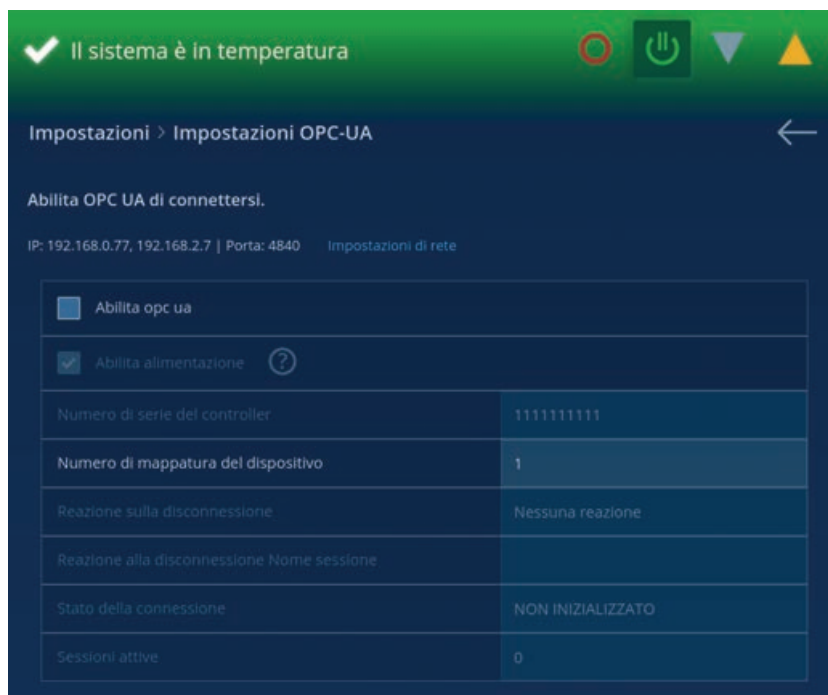 Il sistema è in temperatura
Impostazioni > Impostazioni OPC-UA
Abilita OPC UA di connettersi.
IP: 192.168.0.77, 192.168.2.7 | Porta: 4840 Impostazioni di rete
Abilita opc ua
Abilita alimentazione ?
Numero di serie del controller 1111111111
Numero di mappatura del dispositivo 1
Reazione sulla disconnessione Nessuna reazione
Reazione alla disconnessione Nome sessione
Stato della connessione NON INIZIALIZZATO
Sessioni attive 0